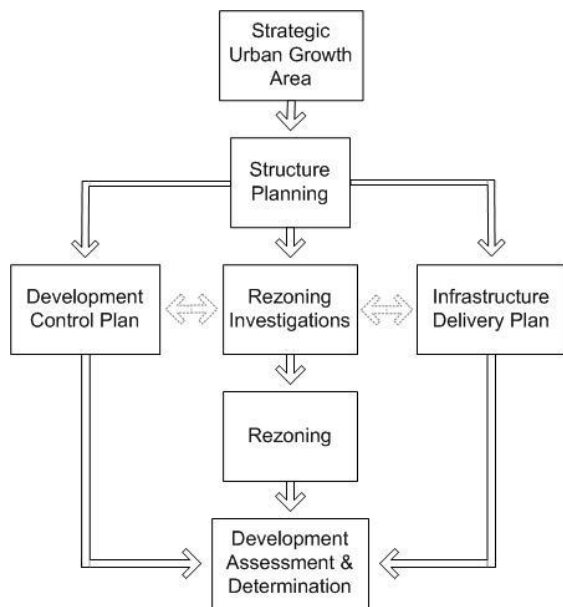 Strategic
Urban Growth
Area
Structure
Planning
Development
Control Plan
Rezoning
Investigations
Infrastructure
Delivery Plan
Rezoning
Development
Assessment &
Determination